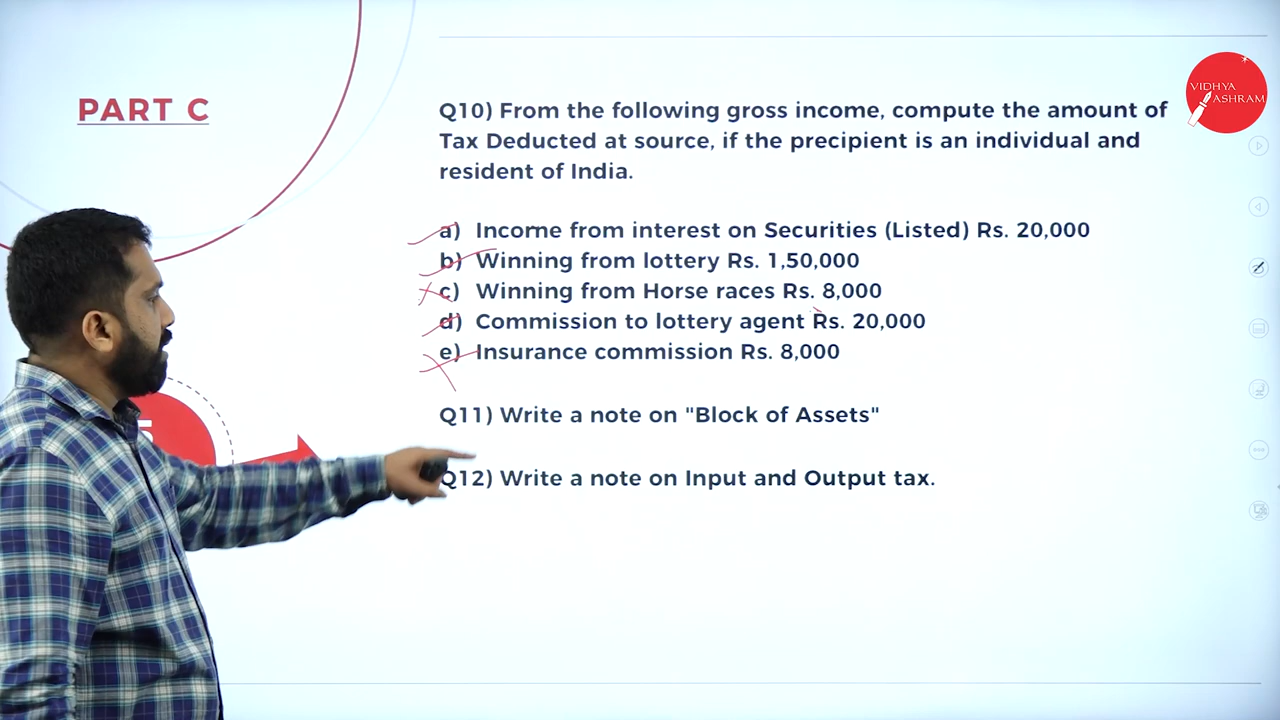 PART C
VIDHYA
ASHRAM
Q10) From the following gross income, compute the amount of
Tax Deducted at source, if the precipient is an individual and
resident of India.
a) Income from interest on Securities (Listed) Rs. 20,000
b) Winning from lottery Rs. 1,50,000
c) Winning from Horse races Rs. 8,000
d) Commission to lottery agent Rs. 20,000
e) Insurance commission Rs. 8,000
Q11) Write a note on "Block of Assets"
Q12) Write a note on Input and Output tax.